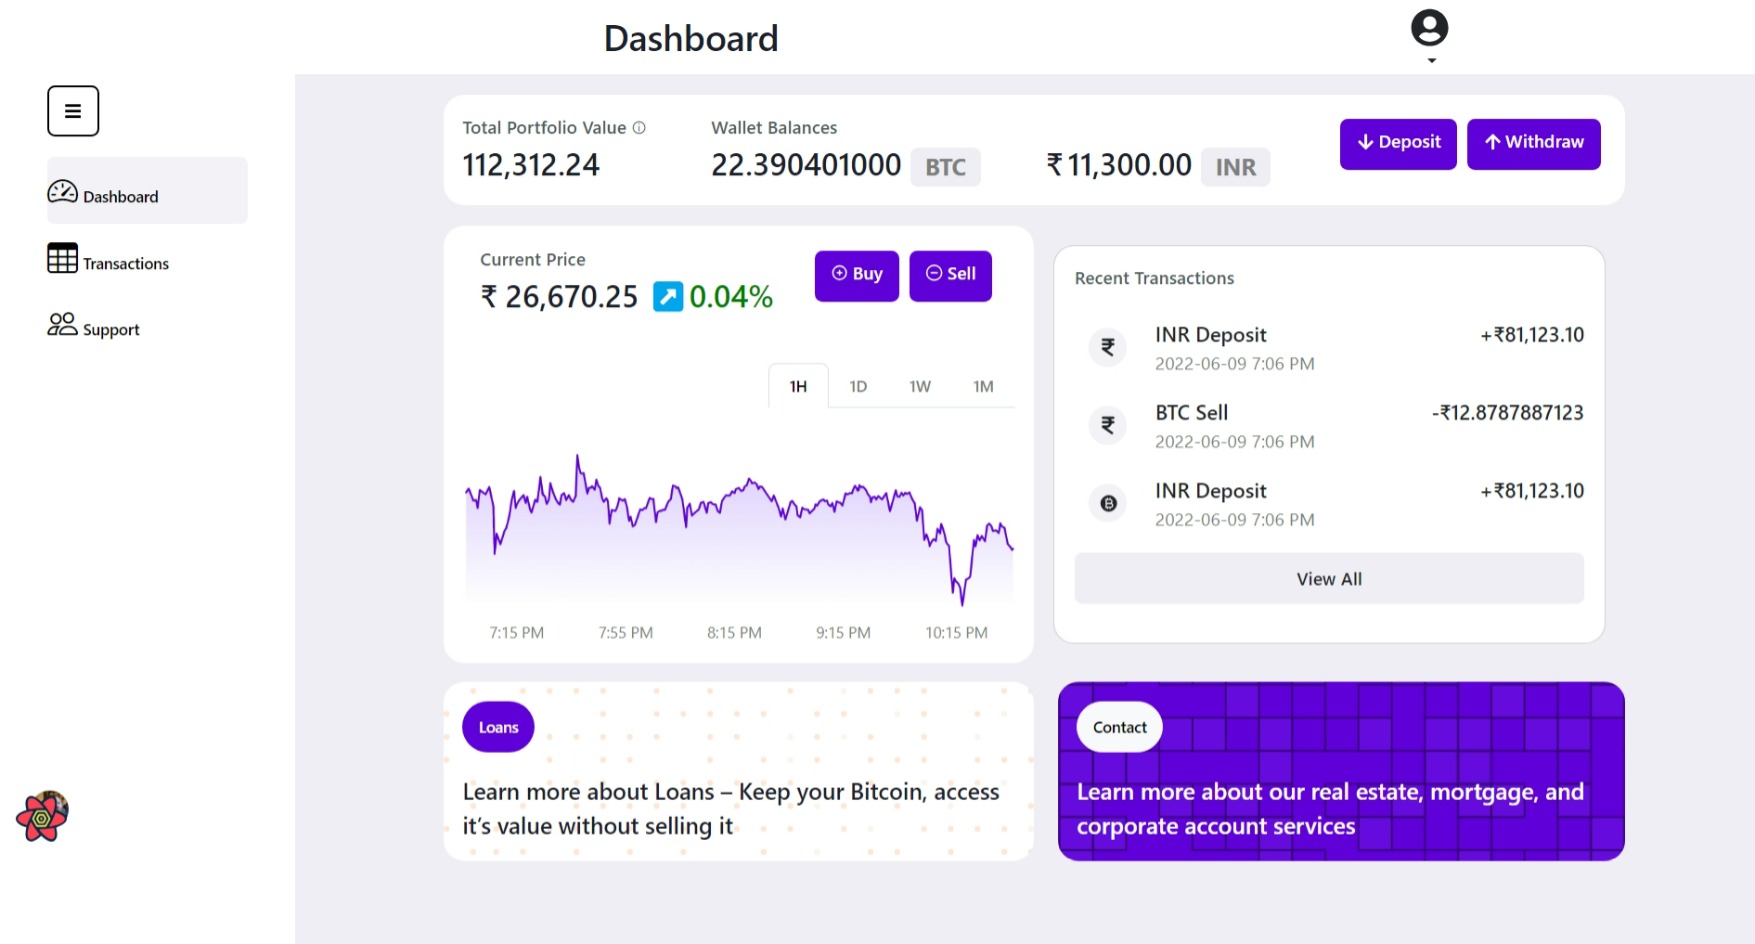 Dashboard
Dashboard
Transactions
Support
Total Portfolio Value
112,312.24
Wallet Balances
22.390401000 BTC
₹ 11,300.00 INR
Deposit
Withdraw
Current Price
₹ 26,670.25 0.04%
Buy
Sell
1H 1D 1W 1M
7:15 PM 7:55 PM 8:15 PM 9:15 PM 10:15 PM
Recent Transactions
₹
INR Deposit +₹81,123.10
2022-06-09 7:06 PM
₹
BTC Sell -₹12.8787887123
2022-06-09 7:06 PM
INR Deposit +₹81,123.10
2022-06-09 7:06 PM
View All
Loans
Learn more about Loans – Keep your Bitcoin, access
it’s value without selling it
Contact
Learn more about our real estate, mortgage, and
corporate account services